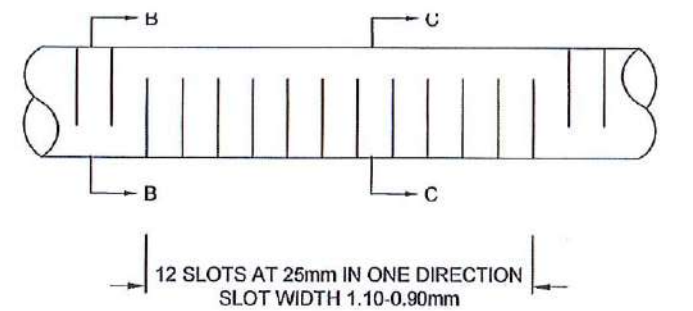 B C
B C
12 SLOTS AT 25mm IN ONE DIRECTION
SLOT WIDTH 1.10-0.90mm